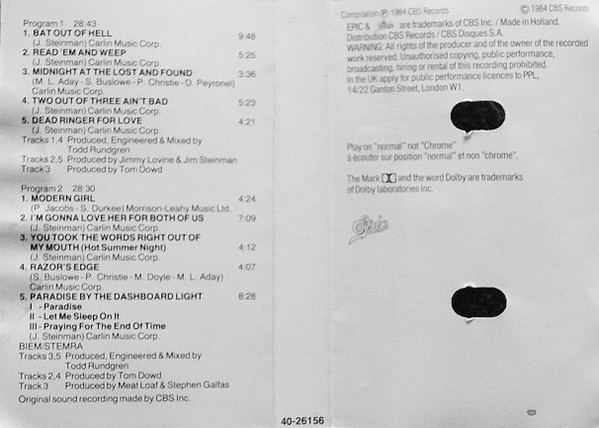 Program 1 28:43
1. BAT OUT OF HELL 9:48
(J. Steinman) Carlin Music Corp.
2. READ 'EM AND WEEP 5:25
(J. Steinman) Carlin Music Corp.
3. MIDNIGHT AT THE LOST AND FOUND 3:36
(M. L. Aday - S. Buslowe - P. Christie - D. Peyronel)
Carlin Music Corp.
4. TWO OUT OF THREE AIN'T BAD 5:23
(J. Steinman) Carlin Music Corp.
5. DEAD RINGER FOR LOVE 4:21
(J. Steinman) Carlin Music Corp.
Tracks 1,4 Produced, Engineered & Mixed by
Todd Rundgren
Tracks 2,5 Produced by Jimmy Lovine & Jim Steinman
Track 3 Produced by Tom Dowd
Program 2 28:30
1. MODERN GIRL 4:24
(P. Jacobs - S. Durkee) Morrison-Leahy Music Ltd.
2. I'M GONNA LOVE HER FOR BOTH OF US 7:09
(J. Steinman) Carlin Music Corp.
3. YOU TOOK THE WORDS RIGHT OUT OF
MY MOUTH (Hot Summer Night) 4:12
(J. Steinman) Carlin Music Corp.
4. RAZOR'S EDGE 4:07
(S. Buslowe - P. Christie - M. Doyle - M. L. Aday)
Carlin Music Corp.
5. PARADISE BY THE DASHBOARD LIGHT 8:28
I - Paradise
II - Let Me Sleep On It
III - Praying For The End Of Time
(J. Steinman) Carlin Music Corp.
BIEM/STEMRA
Tracks 3,5 Produced, Engineered & Mixed by
Todd Rundgren
Tracks 2,4 Produced by Tom Dowd
Track 3 Produced by Meat Loaf & Stephen Galfas
Original sound recording made by CBS Inc.
40-26156
Compilation ℗ 1984 CBS Records © 1984 CBS Records
EPIC & Epic are trademarks of CBS Inc. / Made in Holland.
Distribution CBS Records / CBS Disques S.A.
WARNING: All rights of the producer and of the owner of the recorded
work reserved. Unauthorised copying, public performance,
broadcasting, hiring or rental of this recording prohibited.
In the UK apply for public performance licences to PPL,
14/22 Ganton Street, London W1.
Play on "normal" not "Chrome"
à écouter sur position "normal" et non "chrome".
The Mark and the word Dolby are trademarks
of Dolby laboratories Inc.
Epic